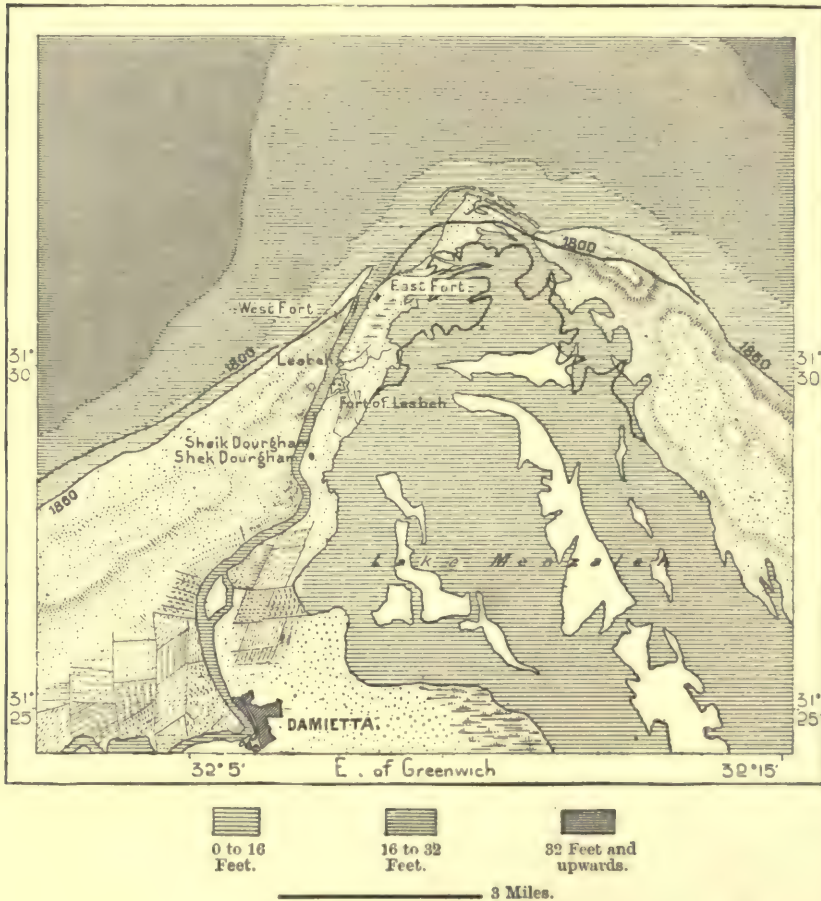 1800
East Fort
West Fort
31° 30
Lesbeh
1800
31° 30
1850
Fort of Lesbeh
Sheik Dourgham
Shek Dourgham
1850
Lake Menzaleh
31° 25
31° 25
DAMIETTA.
32°5'
E. of Greenwich
32°15'
0 to 16
Feet.
16 to 32
Feet.
32 Feet and
upwards.
3 Miles.